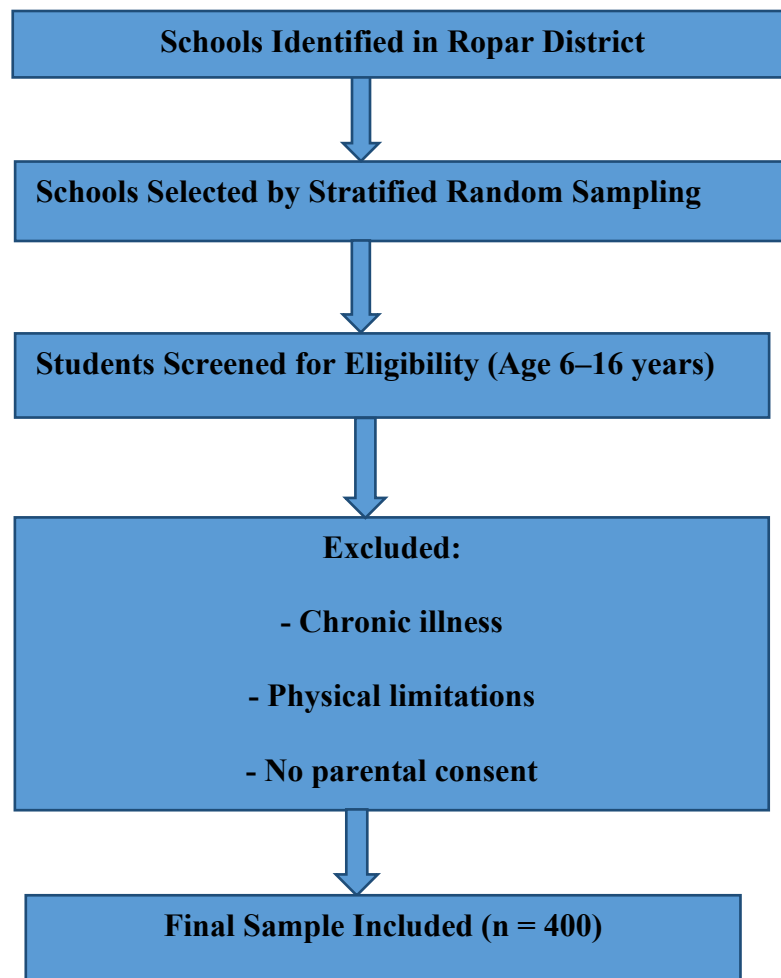 Schools Identified in Ropar District
Schools Selected by Stratified Random Sampling
Students Screened for Eligibility (Age 6–16 years)
Excluded:
- Chronic illness
- Physical limitations
- No parental consent
Final Sample Included (n = 400)